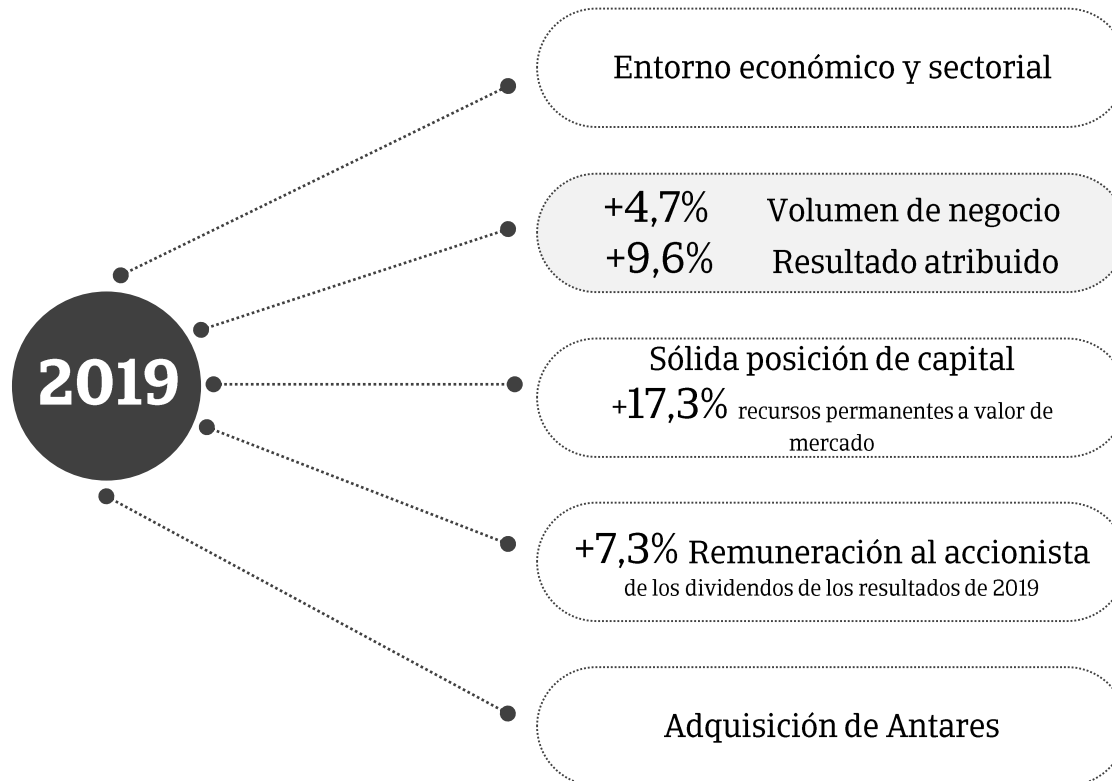 Entorno económico y sectorial
+4,7% Volumen de negocio
+9,6% Resultado atribuido
2019
Sólida posición de capital
+17,3% recursos permanentes a valor de
mercado
+7,3% Remuneración al accionista
de los dividendos de los resultados de 2019
Adquisición de Antares